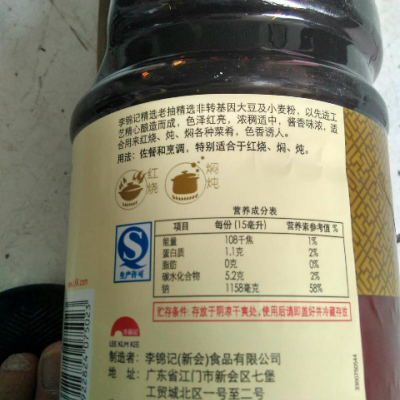 李锦记精选老抽精选非转基因大豆及小麦粉，以先进工
艺精心酿造而成，色泽红亮，浓稠适中，酱香味浓，适
合用来红烧、炖、焖各种菜肴，色香诱人。
用法：佐餐和烹调，特别适合于红烧、焖、炖。
红烧
焖炖
营养成分表
项目 每份 (15毫升) 营养素参考值 %
能量 108千焦 1%
蛋白质 1.1克 2%
脂肪 0克 0%
碳水化合物 5.2克 2%
钠 1158毫克 58%
QS
生产许可
贮存条件: 存放于阴凉干爽处，使用后请即盖好并冷藏存放
李锦记
LEE KUM KEE
制造者：李锦记(新会)食品有限公司
地 址：广东省江门市新会区七堡
工贸城北区一号至二号
3300750544